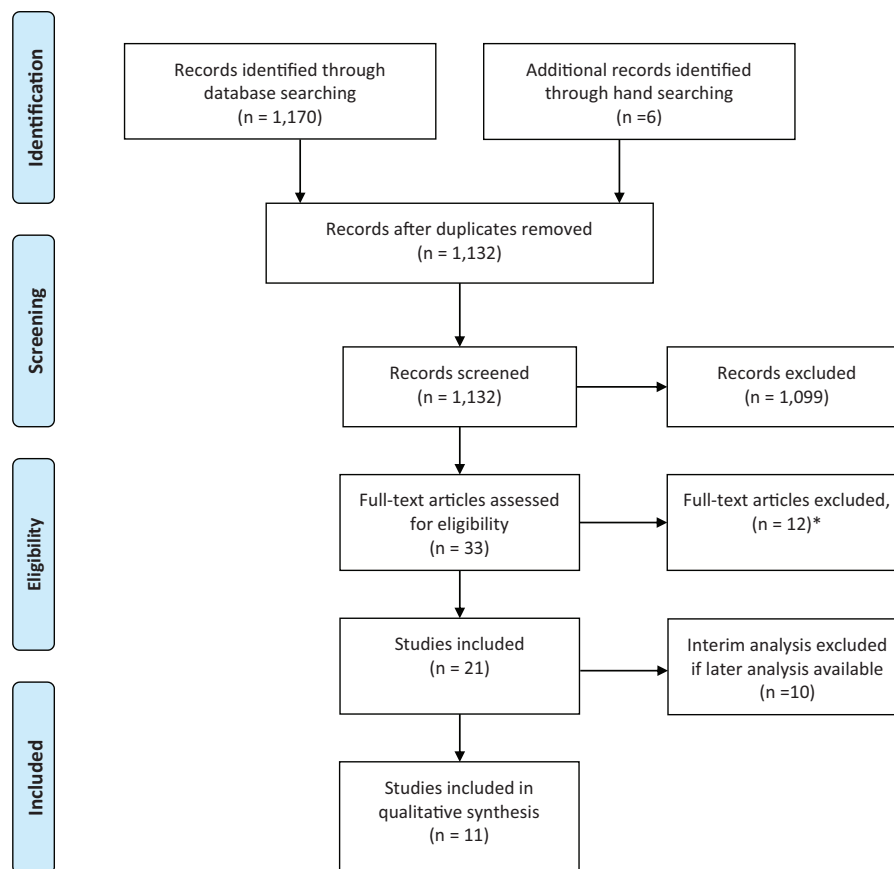 Identification
Records identified through
database searching
(n = 1,170)
Additional records identified
through hand searching
(n =6)
Records after duplicates removed
(n = 1,132)
Screening
Records screened
(n = 1,132)
Records excluded
(n = 1,099)
Eligibility
Full-text articles assessed
for eligibility
(n = 33)
Full-text articles excluded,
(n = 12)*
Studies included
(n = 21)
Interim analysis excluded
if later analysis available
(n =10)
Included
Studies included in
qualitative synthesis
(n = 11)